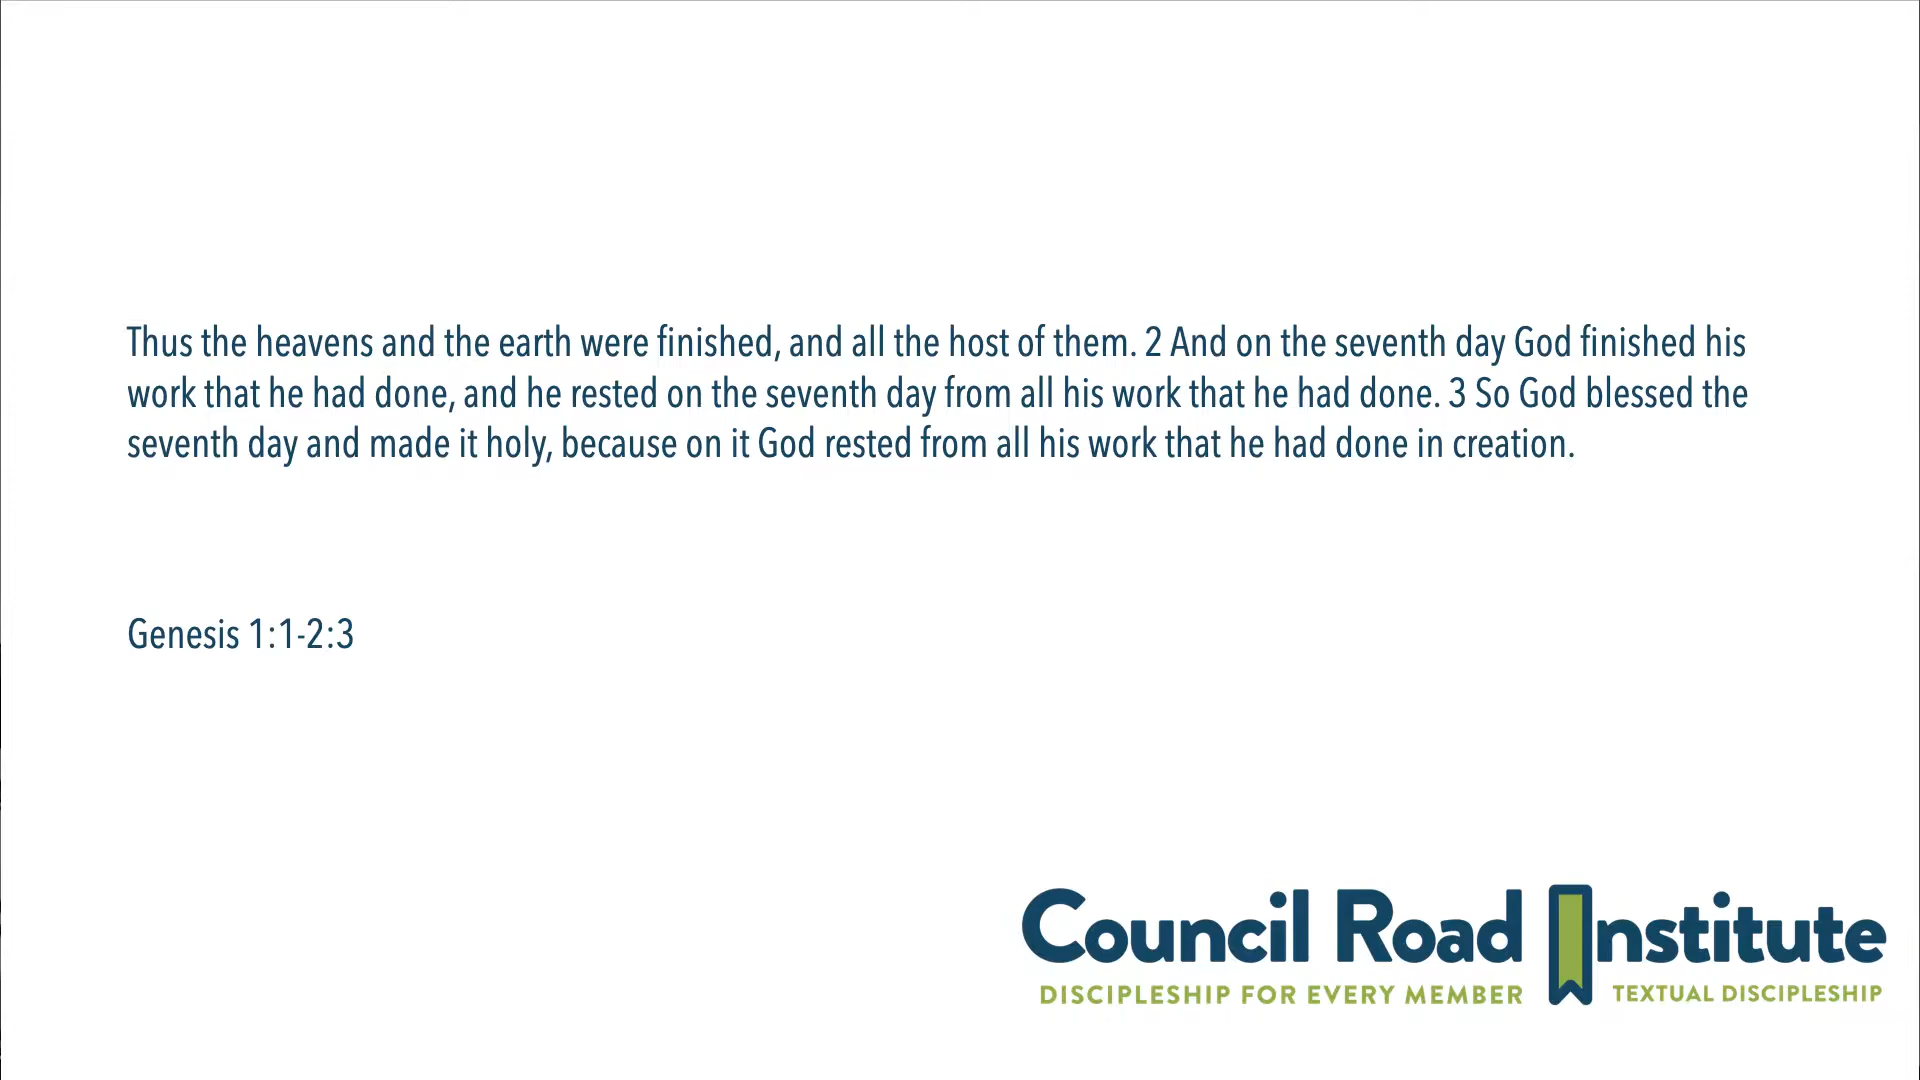 Thus the heavens and the earth were finished, and all the host of them. 2 And on the seventh day God finished his
work that he had done, and he rested on the seventh day from all his work that he had done. 3 So God blessed the
seventh day and made it holy, because on it God rested from all his work that he had done in creation.
Genesis 1:1-2:3
Council Road Institute
DISCIPLESHIP FOR EVERY MEMBER TEXTUAL DISCIPLESHIP